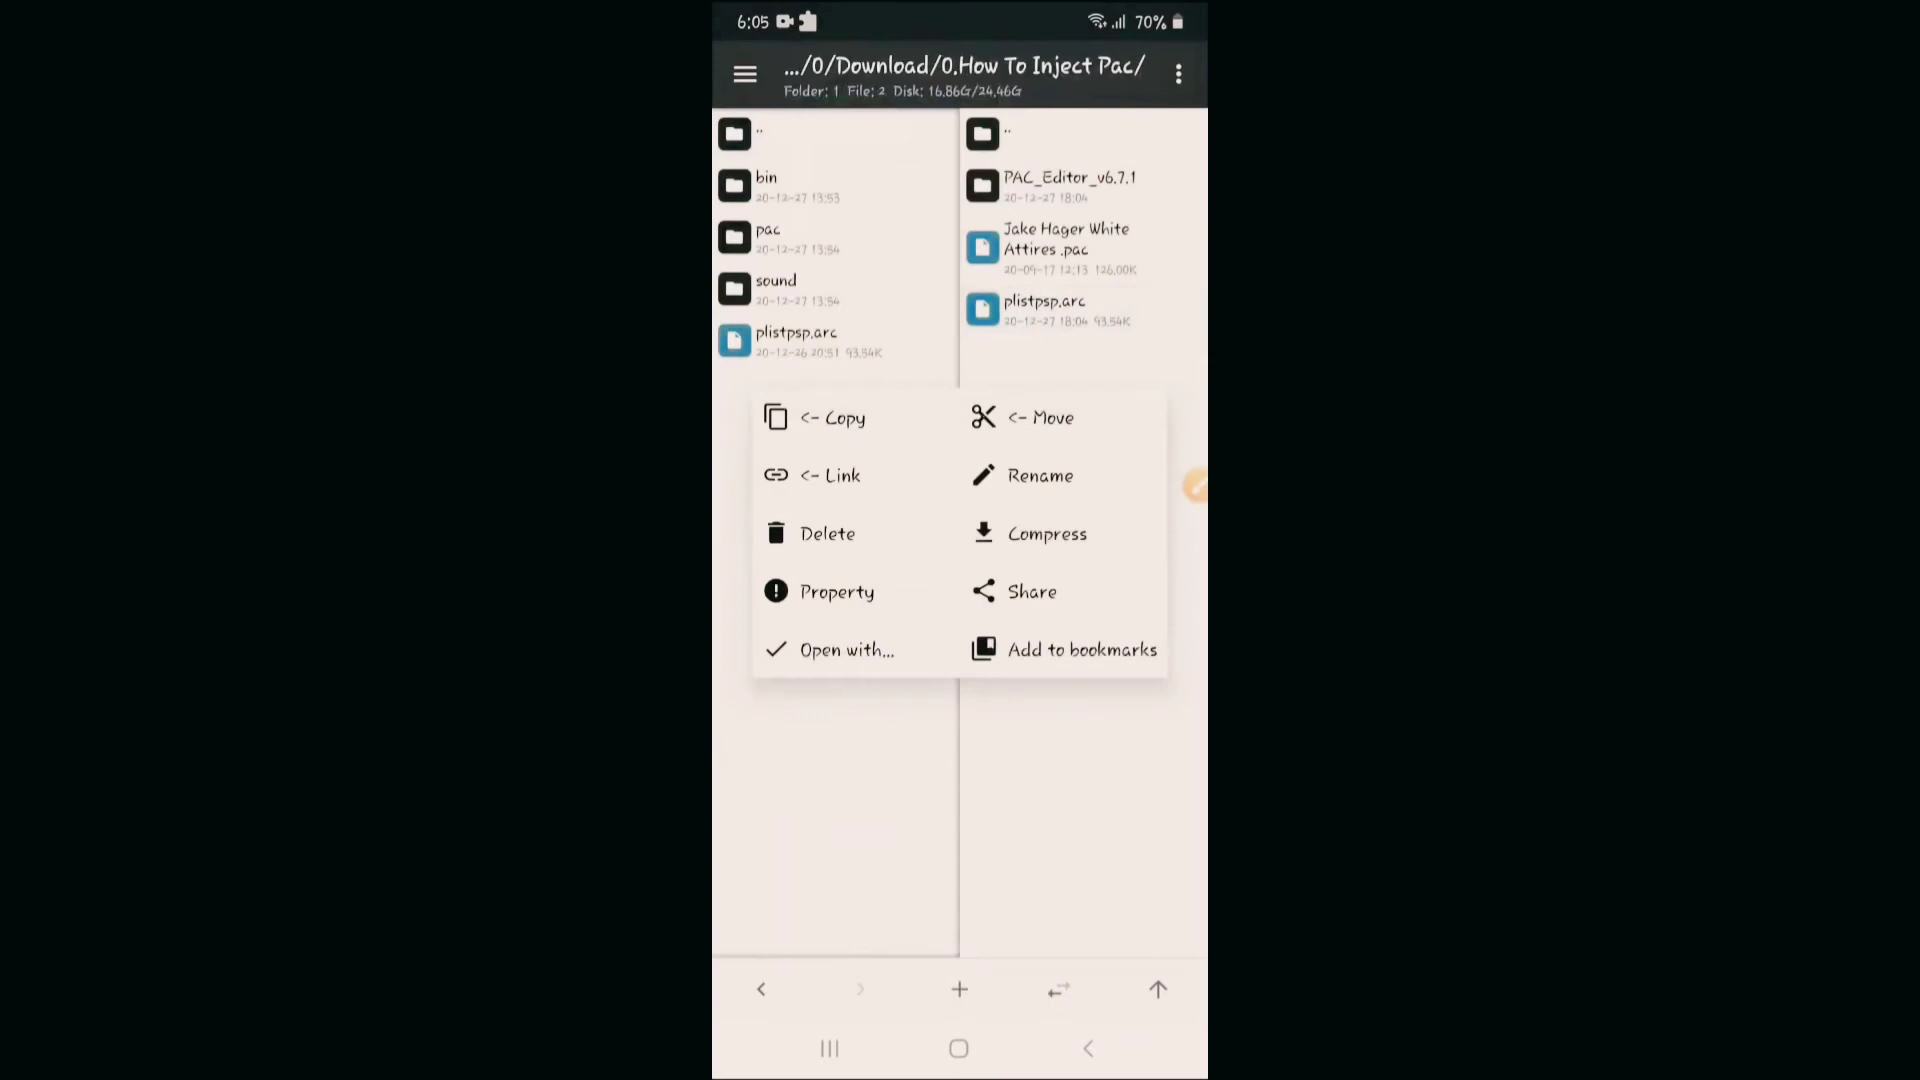 6:05
70%
.../0/Download/0.How To Inject Pac/
Folder: 1 File: 2 Disk: 16.86G/24.46G
..
bin
20-12-27 13:53
pac
20-12-27 13:54
sound
20-12-27 13:54
plistpsp.arc
20-12-26 20:51 93.54K
..
PAC_Editor_v6.7.1
20-12-27 18:04
Jake Hager White
Attires .pac
20-09-17 12:13 126.00K
plistpsp.arc
20-12-27 18:04 93.54K
<- Copy
<- Move
<- Link
Rename
Delete
Compress
Property
Share
Open with...
Add to bookmarks